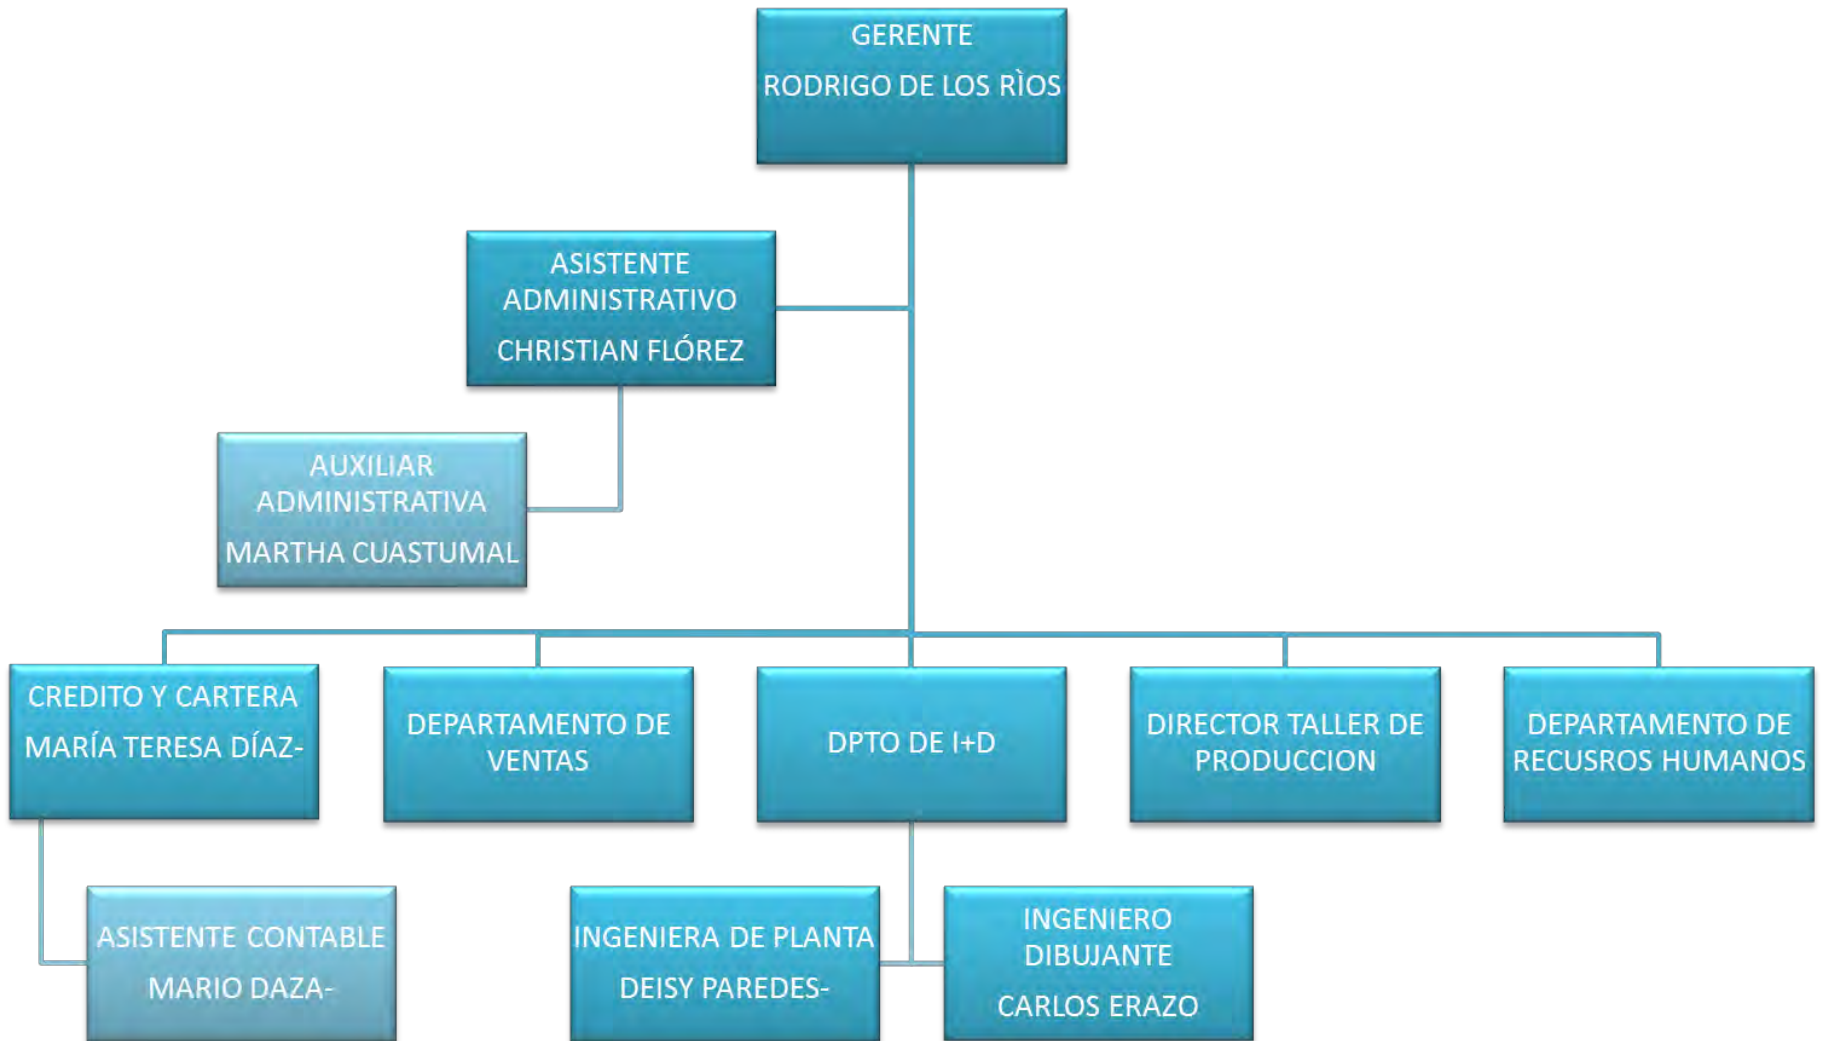 GERENTE
RODRIGO DE LOS RÌOS
ASISTENTE
ADMINISTRATIVO
CHRISTIAN FLÓREZ
AUXILIAR
ADMINISTRATIVA
MARTHA CUASTUMAL
CREDITO Y CARTERA
MARÍA TERESA DÍAZ-
DEPARTAMENTO DE
VENTAS
DPTO DE I+D
DIRECTOR TALLER DE
PRODUCCION
DEPARTAMENTO DE
RECUSROS HUMANOS
ASISTENTE CONTABLE
MARIO DAZA-
INGENIERA DE PLANTA
DEISY PAREDES-
INGENIERO
DIBUJANTE
CARLOS ERAZO